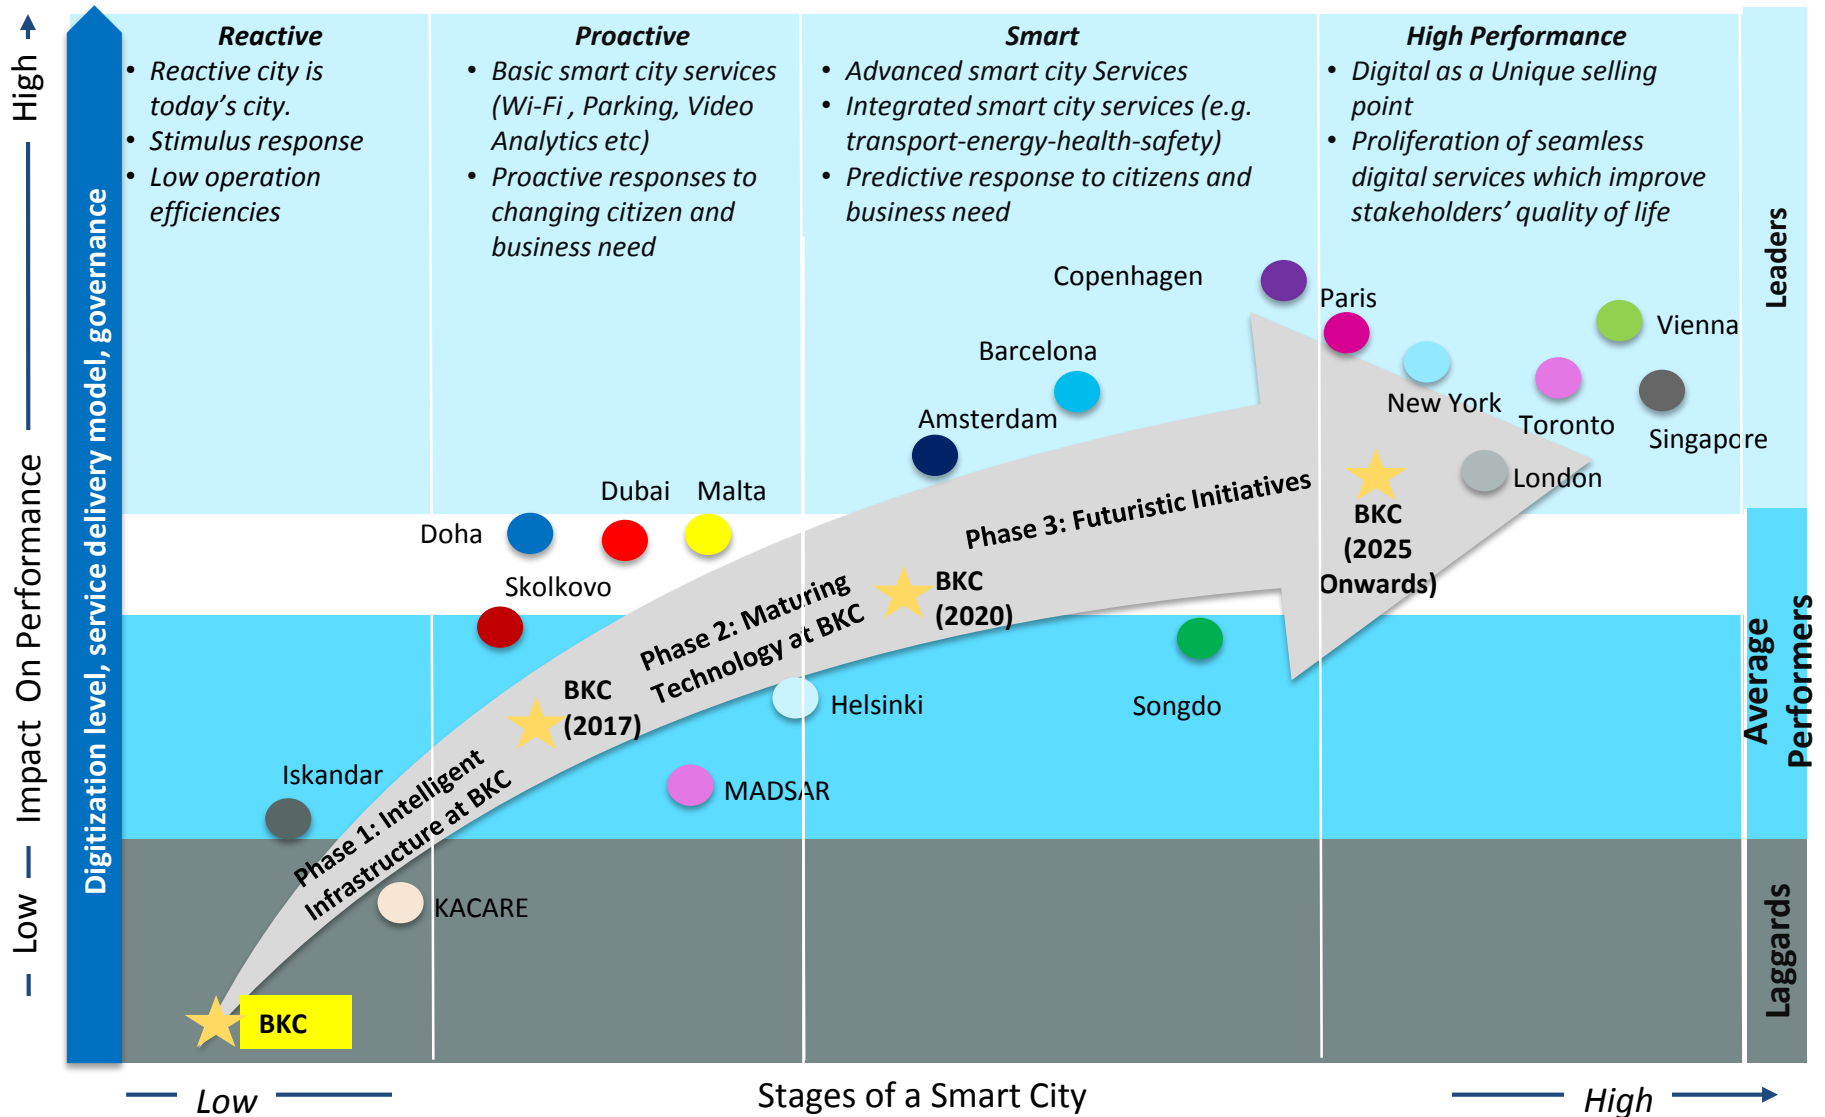 High
Impact On Performance
Low
Digitization level, service delivery model, governance
Reactive
• Reactive city is
today's city.
• Stimulus response
• Low operation
efficiencies
Proactive
• Basic smart city services
(Wi-Fi , Parking, Video
Analytics etc)
• Proactive responses to
changing citizen and
business need
Smart
• Advanced smart city Services
• Integrated smart city services (e.g.
transport-energy-health-safety)
• Predictive response to citizens and
business need
High Performance
• Digital as a Unique selling
point
• Proliferation of seamless
digital services which improve
stakeholders' quality of life
Leaders
Average
Performers
Laggards
Copenhagen
Paris
Vienna
Barcelona
New York
Toronto
Singapore
Amsterdam
London
Dubai
Malta
Doha
Skolkovo
Phase 3: Futuristic Initiatives
BKC
(2025
Onwards)
BKC
(2020)
Phase 2: Maturing
Technology at BKC
BKC
(2017)
Helsinki
Songdo
MADSAR
Iskandar
Phase 1: Intelligent
Infrastructure at BKC
KACARE
BKC
Low
Stages of a Smart City
High